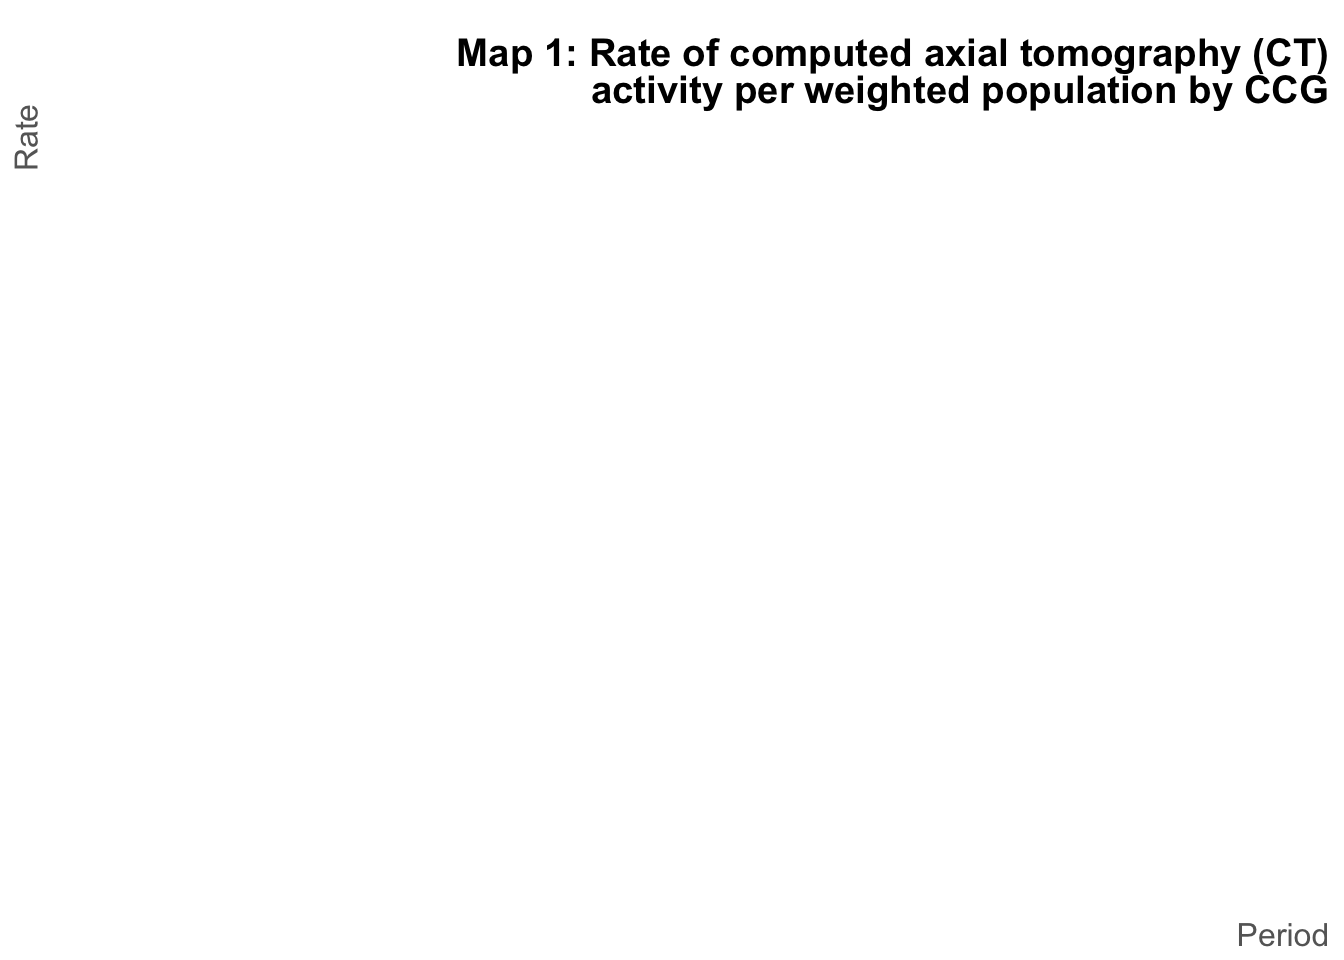 Map 1: Rate of computed axial tomography (CT)
activity per weighted population by CCG
Rate
Period